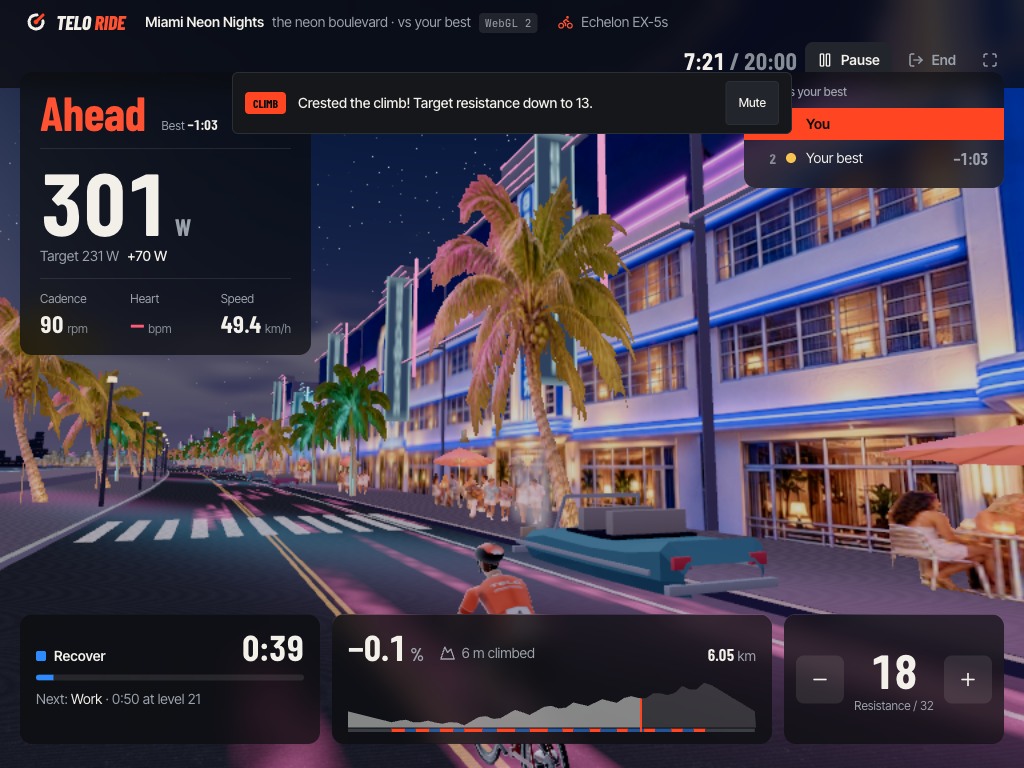 TELO RIDE Miami Neon Nights the neon boulevard · vs your best WebGL 2 Echelon EX-5s
7:21 / 20:00 Pause End
CLIMB Crested the climb! Target resistance down to 13. Mute
s your best
Ahead Best −1:03
You
2 Your best −1:03
301 W
Target 231 W +70 W
Cadence Heart Speed
90 rpm — bpm 49.4 km/h
TELO
Recover 0:39
Next: Work · 0:50 at level 21
−0.1 % 6 m climbed 6.05 km
− 18 +
Resistance / 32